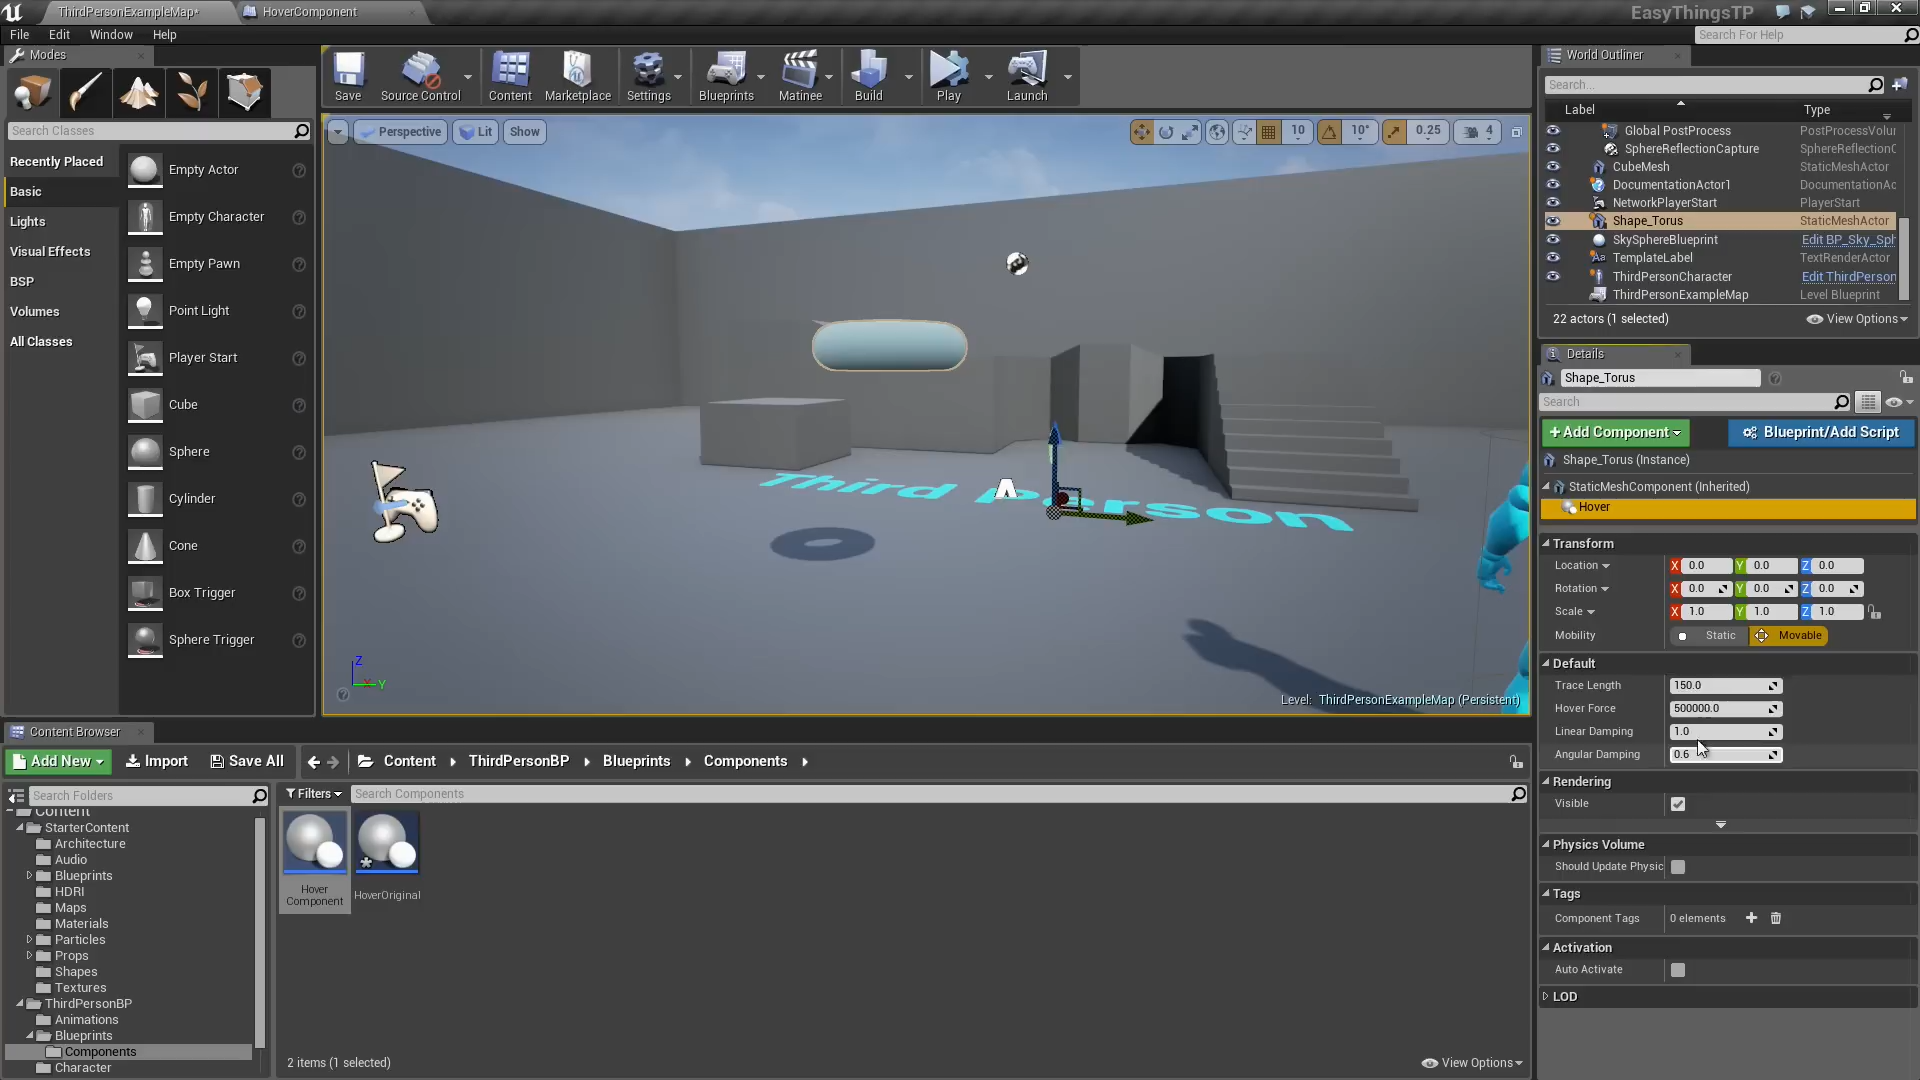 ThirdPersonExampleMap*
HoverComponent
EasyThingsTP
File
Edit
Window
Help
Search For Help
Modes
World Outliner
Save
Source Control
Content
Marketplace
Settings
Blueprints
Matinee
Build
Play
Launch
Search...
Label
Type
Search Classes
Perspective
Lit
Show
10
10°
0.25
4
Global PostProcess
PostProcessVolu
SphereReflectionCapture
SphereReflectionC
CubeMesh
StaticMeshActor
DocumentationActor1
DocumentationAc
NetworkPlayerStart
PlayerStart
Shape_Torus
StaticMeshActor
SkySphereBlueprint
Edit BP_Sky_Sph
TemplateLabel
TextRenderActor
ThirdPersonCharacter
Edit ThirdPerson
ThirdPersonExampleMap
Level Blueprint
22 actors (1 selected)
View Options
Recently Placed
Basic
Lights
Visual Effects
BSP
Volumes
All Classes
Empty Actor
Empty Character
Empty Pawn
Point Light
Player Start
Cube
Sphere
Cylinder
Cone
Box Trigger
Sphere Trigger
Third Person
Z
X
Y
Level: ThirdPersonExampleMap (Persistent)
Details
Shape_Torus
Search
+Add Component
Blueprint/Add Script
Shape_Torus (Instance)
StaticMeshComponent (Inherited)
Hover
Transform
Location
X 0.0 Y 0.0 Z 0.0
Rotation
X 0.0 Y 0.0 Z 0.0
Scale
X 1.0 Y 1.0 Z 1.0
Mobility
Static
Movable
Default
Trace Length
150.0
Hover Force
500000.0
Linear Damping
1.0
Angular Damping
0.6
Rendering
Visible
Physics Volume
Should Update Physic
Tags
Component Tags
0 elements
Activation
Auto Activate
LOD
Content Browser
Add New
Import
Save All
Content
ThirdPersonBP
Blueprints
Components
Search Folders
Filters
Search Components
Content
StarterContent
Architecture
Audio
Blueprints
HDRI
Maps
Materials
Particles
Props
Shapes
Textures
ThirdPersonBP
Animations
Blueprints
Components
Character
Hover
Component
HoverOriginal
2 items (1 selected)
View Options